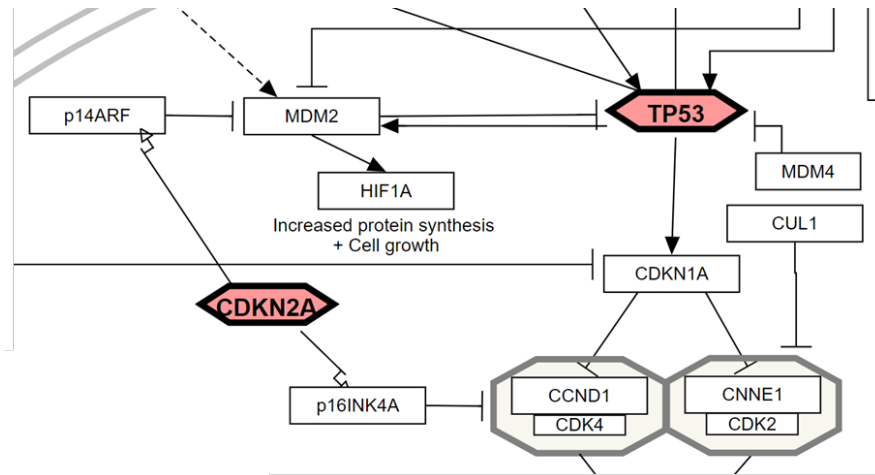 p14ARF
MDM2
TP53
MDM4
HIF1A
Increased protein synthesis
+ Cell growth
CUL1
CDKN1A
CDKN2A
p16INK4A
CCND1
CDK4
CNNE1
CDK2